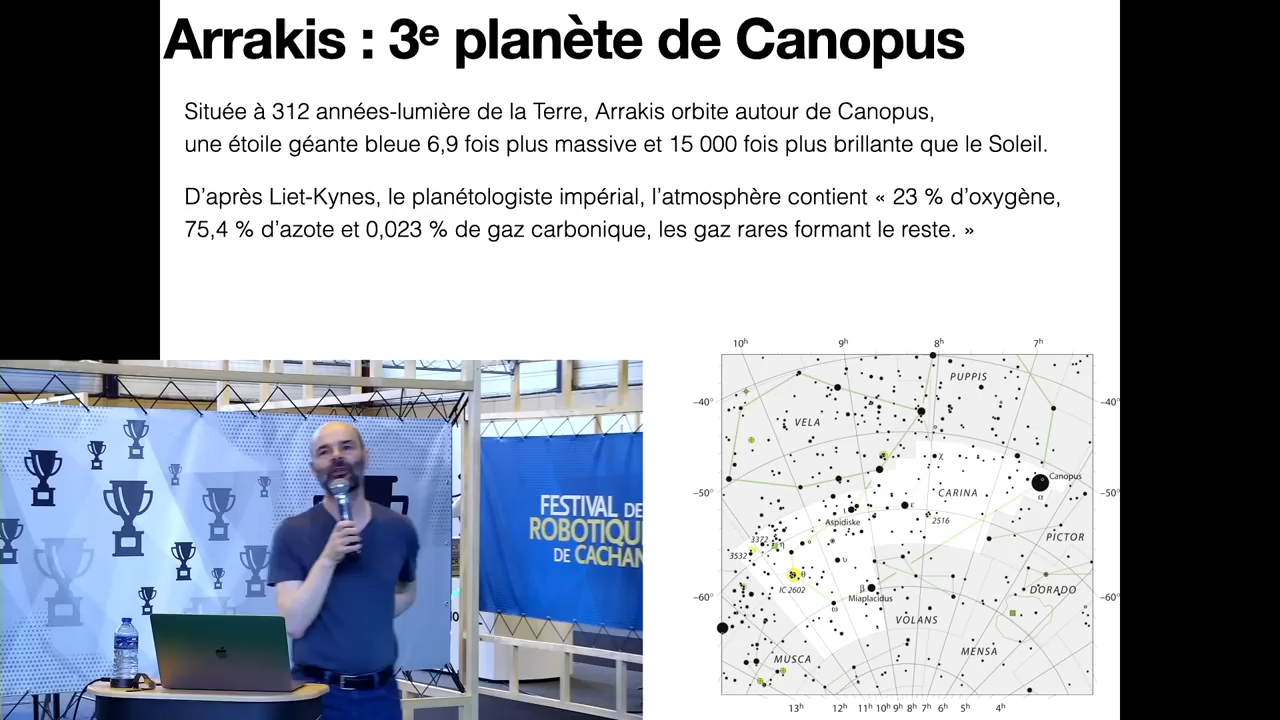 Arrakis : 3e planète de Canopus
Située à 312 années-lumière de la Terre, Arrakis orbite autour de Canopus,
une étoile géante bleue 6,9 fois plus massive et 15 000 fois plus brillante que le Soleil.
D’après Liet-Kynes, le planétologiste impérial, l’atmosphère contient « 23 % d’oxygène,
75,4 % d’azote et 0,023 % de gaz carbonique, les gaz rares formant le reste. »
10h 9h 8h 7h
PUPPIS
–40° –40°
VELA
χ
Canopus
α
–50° CARINA –50°
ι ε
Aspidiske 2516
PICTOR
3372 η
3532
υ
θ
IC 2602
β
Miaplacidus
DORADO
–60° –60°
ω
VOLANS
MENSA
MUSCA
13h 12h 11h 10h 9h 8h 7h 6h 5h 4h
FESTIVAL DE
ROBOTIQU
DE CACHAN